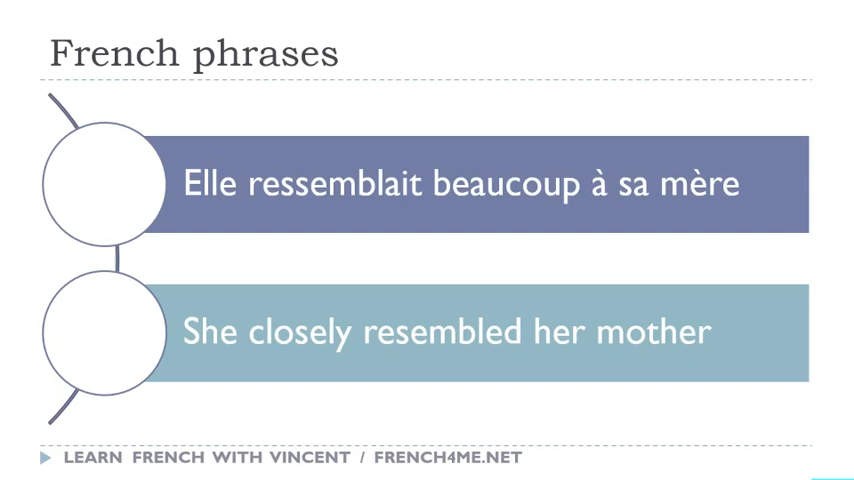 French phrases
Elle ressemblait beaucoup à sa mère
She closely resembled her mother
LEARN FRENCH WITH VINCENT / FRENCH4ME.NET